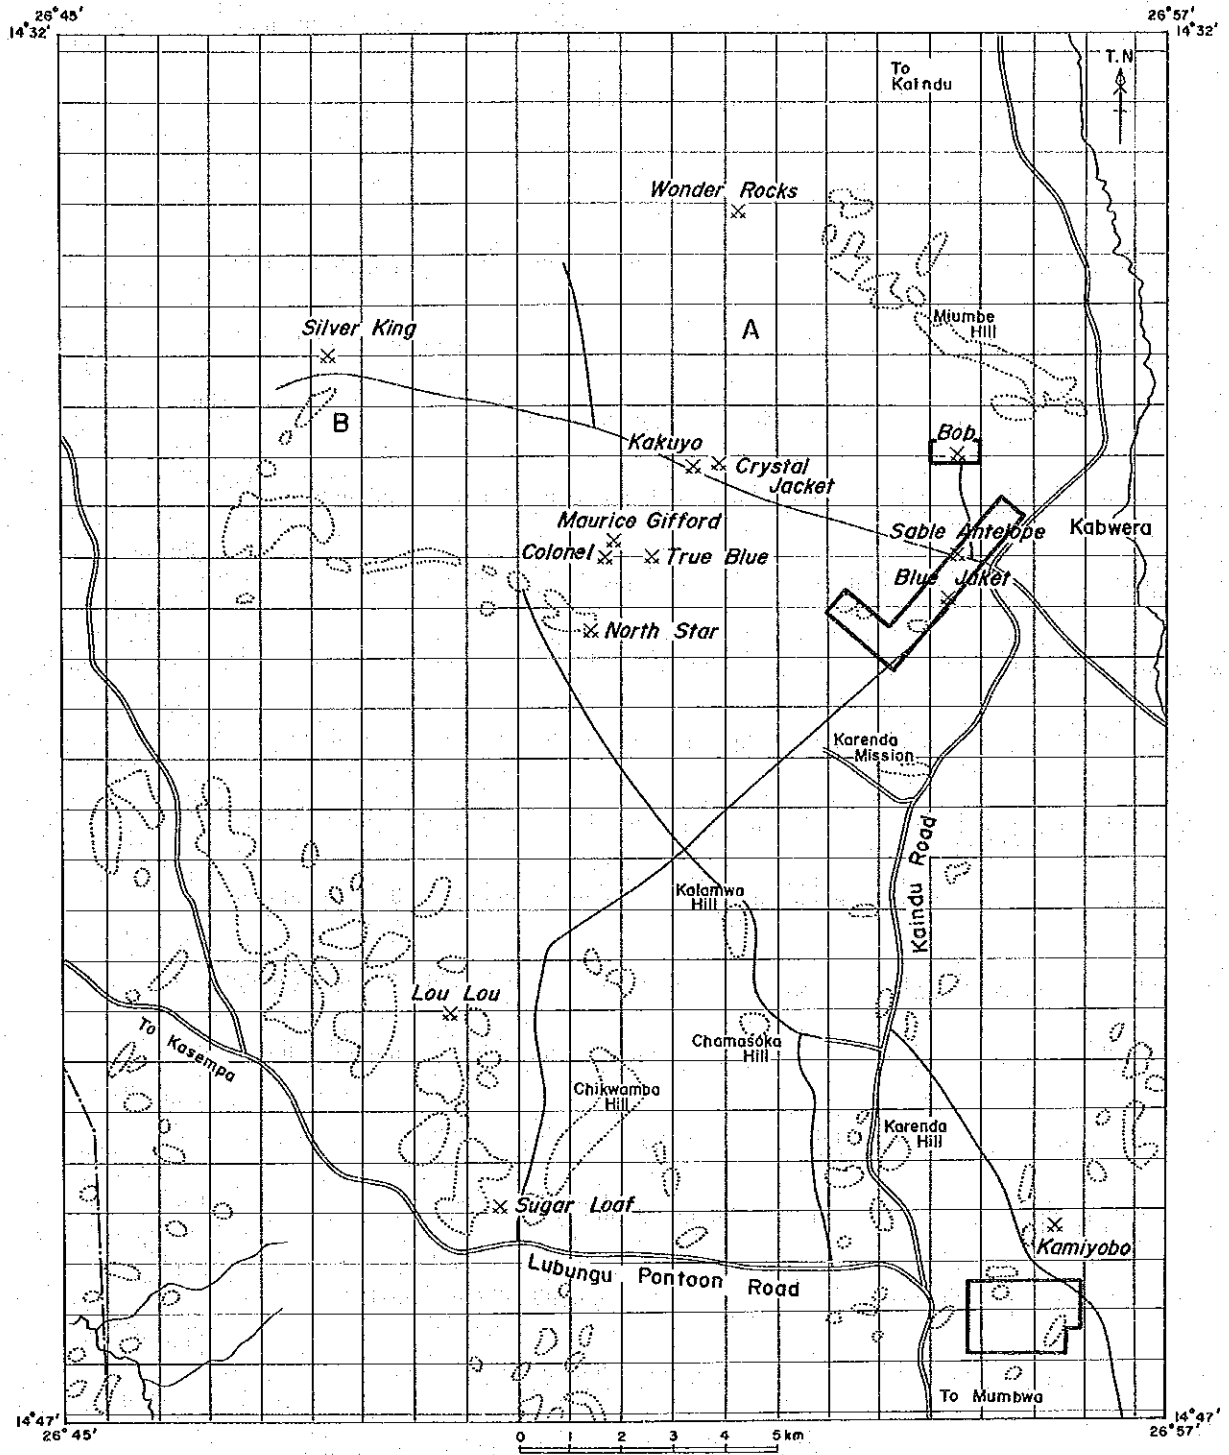 26°45'
26°57'
14°32'
14°32'
T.N
To
Kaindu
Wonder Rocks
Miumbe
Hill
A
Silver King
B
Bob
Kakuyo
Crystal
Jacket
Maurice Gifford
Sable Antelope
Kabwera
Colonel
True Blue
Blue Jaket
North Star
Karenda
Mission
Kaindu Road
Kalamwa
Hill
Lou Lou
To Kasempa
Chamasoka
Hill
Chikwamba
Hill
Karenda
Hill
Sugar Loaf
Kamiyobo
Lubungu Pontoon Road
To Mumbwa
14°47'
14°47'
26°45'
26°57'
0 1 2 3 4 5 km